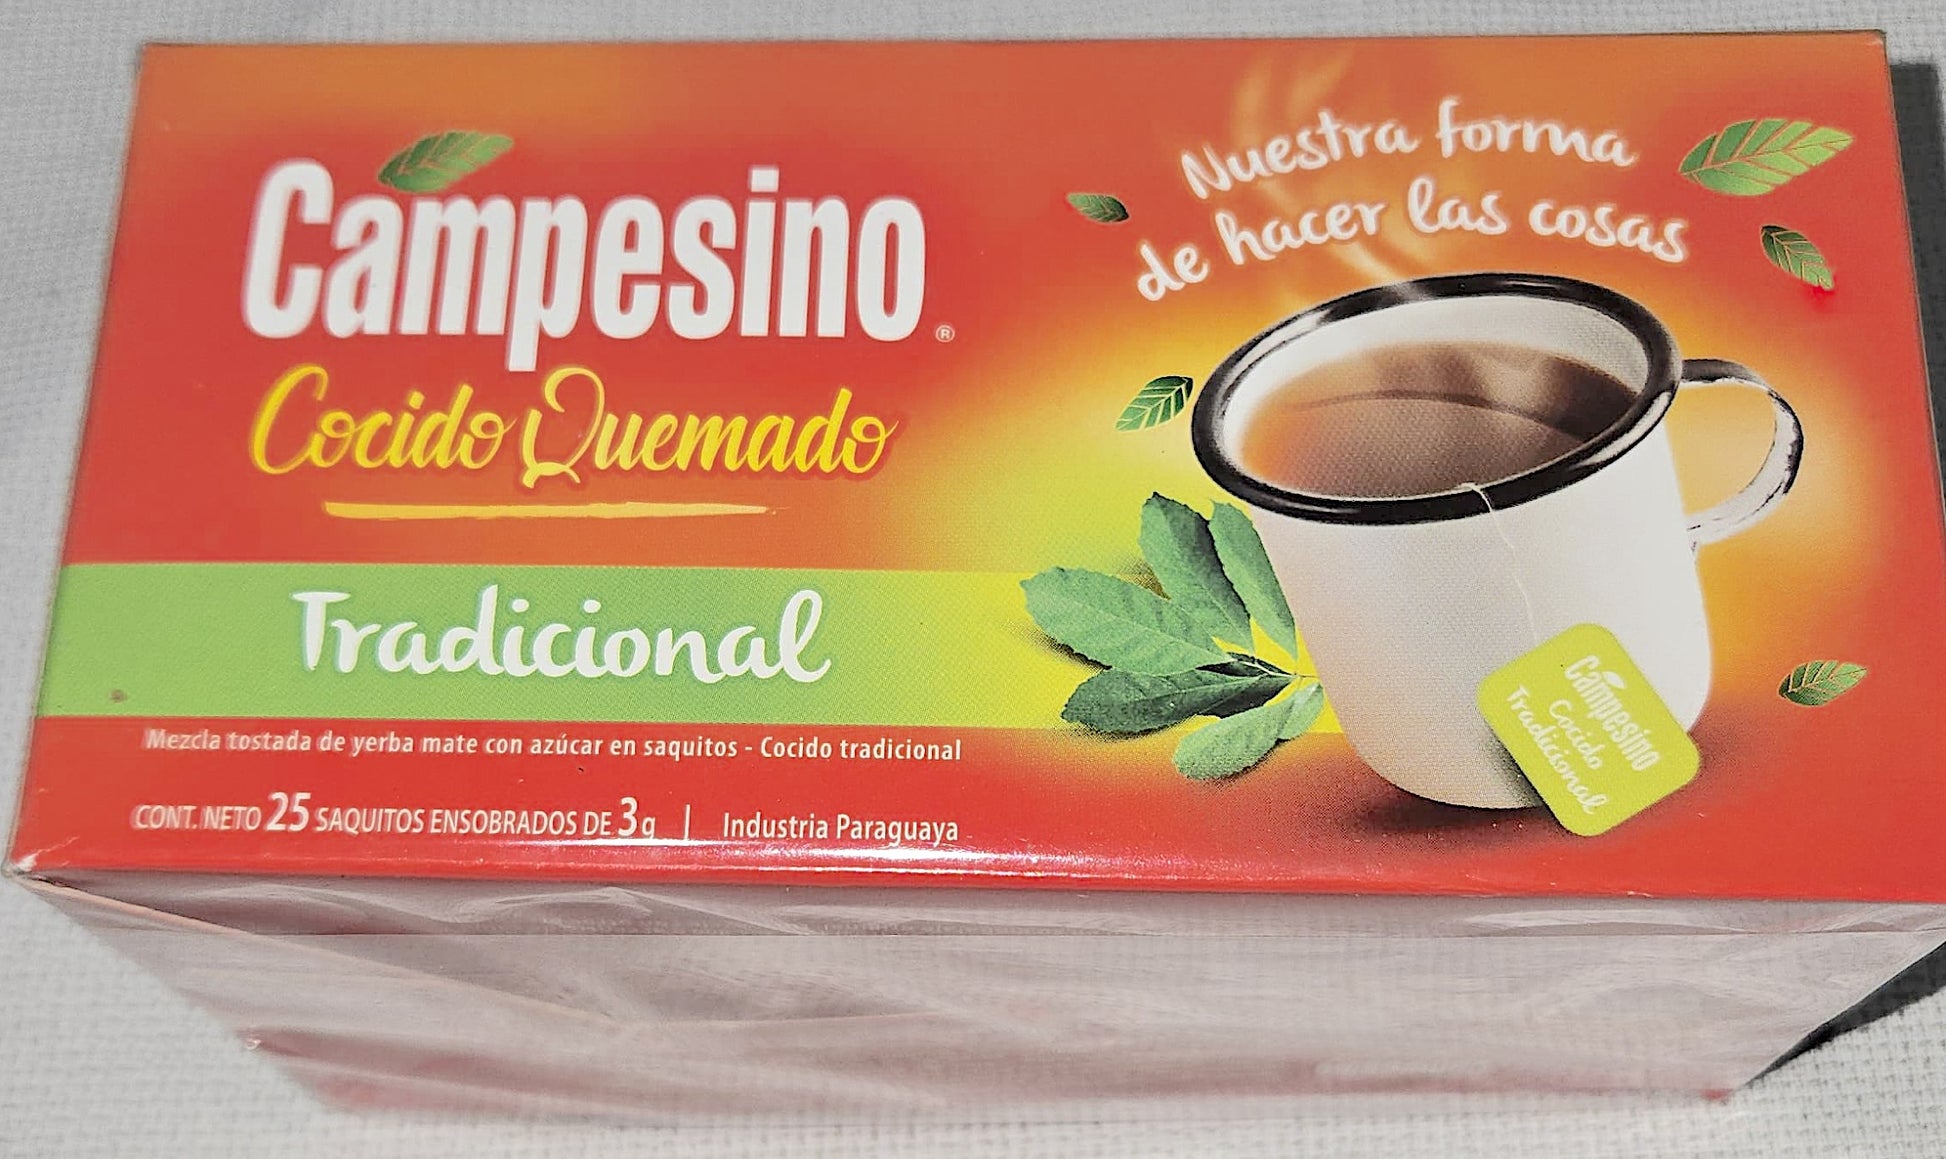 Campesino®
Cocido Quemado
Tradicional
Mezcla tostada de yerba mate con azúcar en saquitos - Cocido tradicional
CONT. NETO 25 SAQUITOS ENSOBRADOS DE 3g | Industria Paraguaya
Nuestra forma
de hacer las cosas
Campesino
Cocido
Tradicional